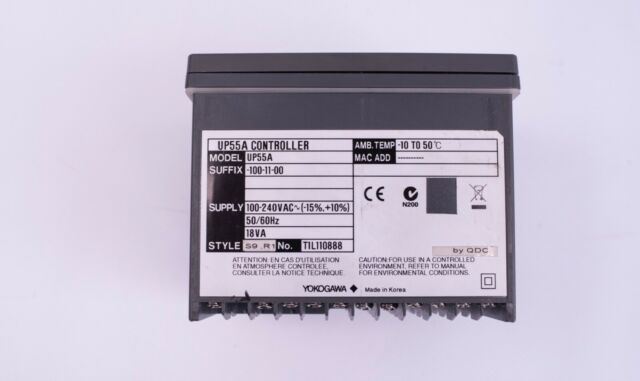 UP55A CONTROLLER AMB.TEMP -10 TO 50℃
MODEL UP55A MAC ADD ----------
SUFFIX -100-11-00
SUPPLY 100-240VAC∼(-15%,+10%)
50/60Hz
18VA
STYLE S9 .R1 No. T1L110888
CE N200
by QDC
ATTENTION: EN CAS D'UTILISATION
EN ATMOSPHERE CONTROLEE,
CONSULTER LA NOTICE TECHNIQUE.
CAUTION:FOR USE IN A CONTROLLED
ENVIRONMENT. REFER TO MANUAL
FOR ENVIRONMENTAL CONDITIONS.
YOKOGAWA Made in Korea